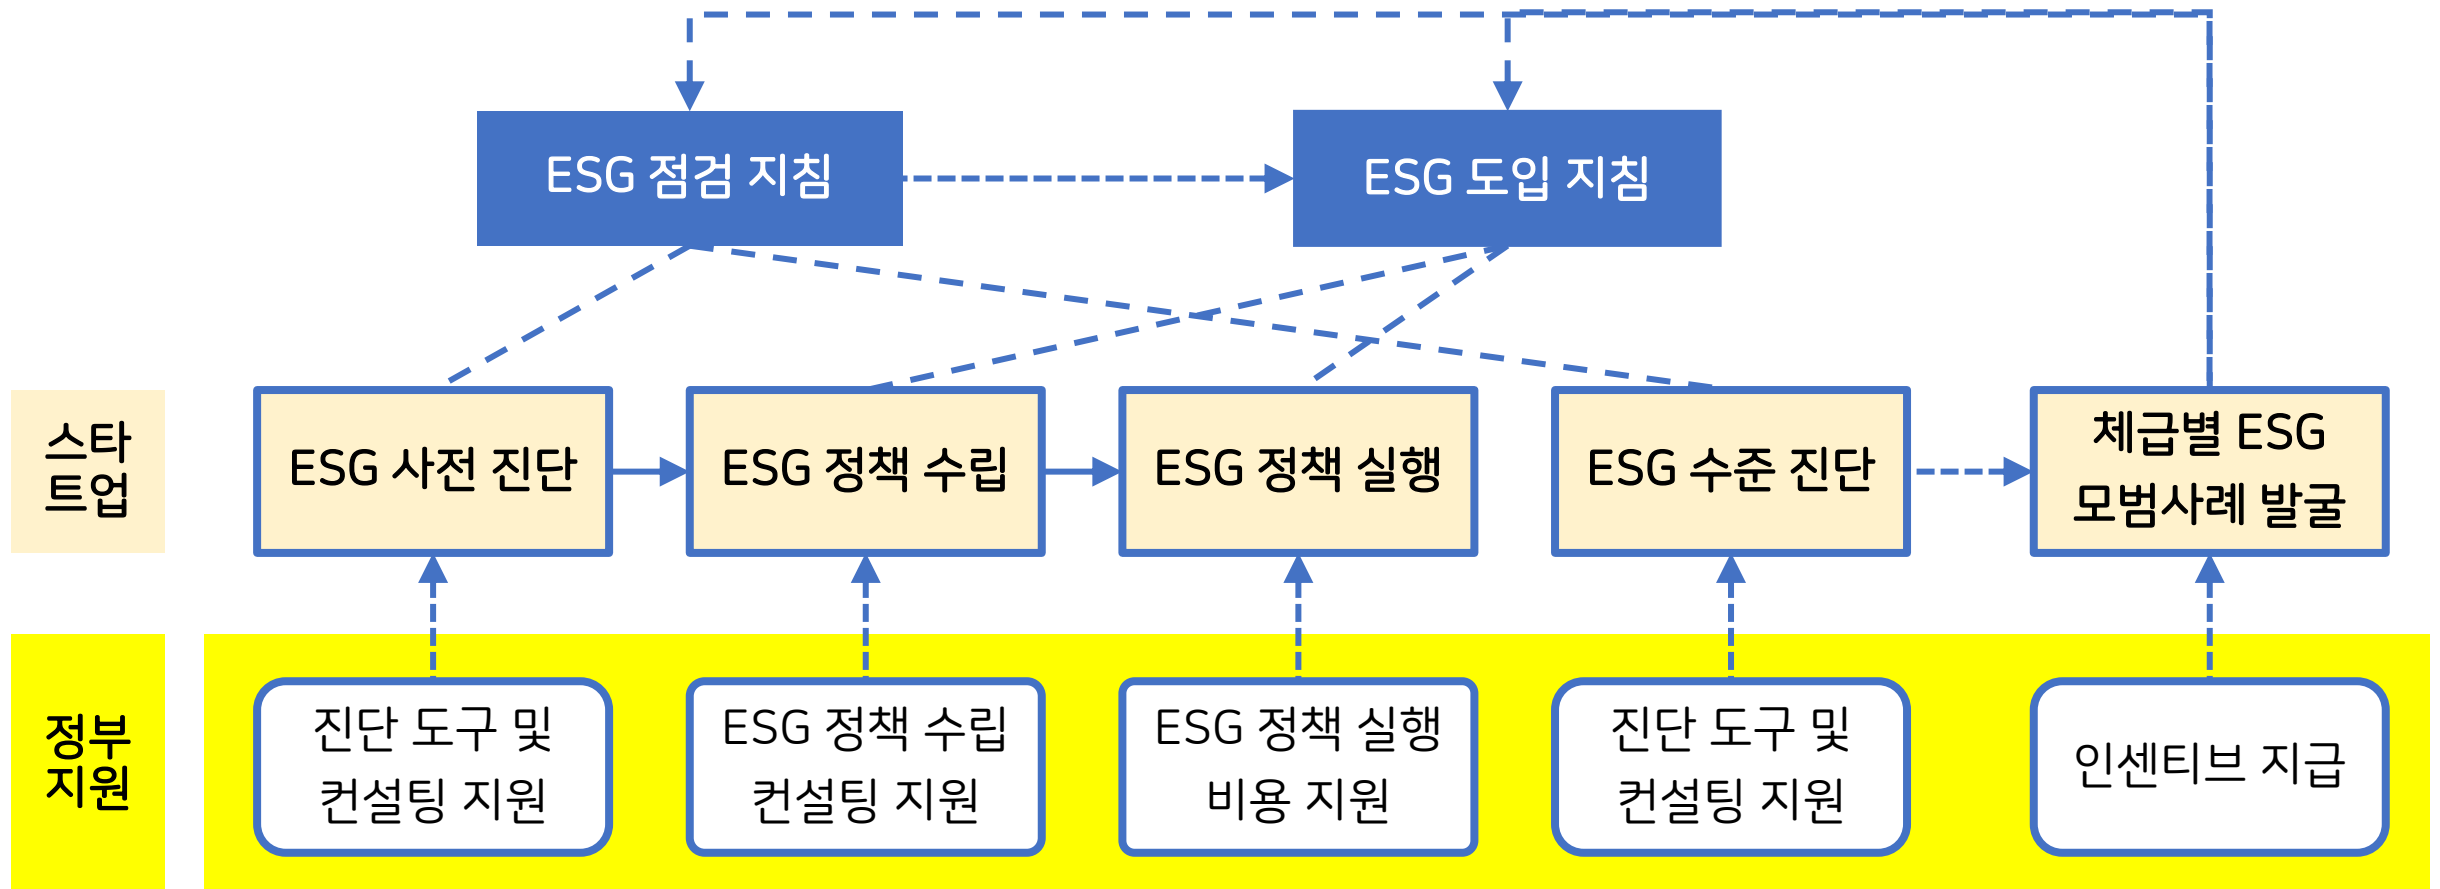 ESG 점검 지침
ESG 도입 지침
스타
트업
ESG 사전 진단
ESG 정책 수립
ESG 정책 실행
ESG 수준 진단
체급별 ESG
모범사례 발굴
정부
지원
진단 도구 및
컨설팅 지원
ESG 정책 수립
컨설팅 지원
ESG 정책 실행
비용 지원
진단 도구 및
컨설팅 지원
인센티브 지급